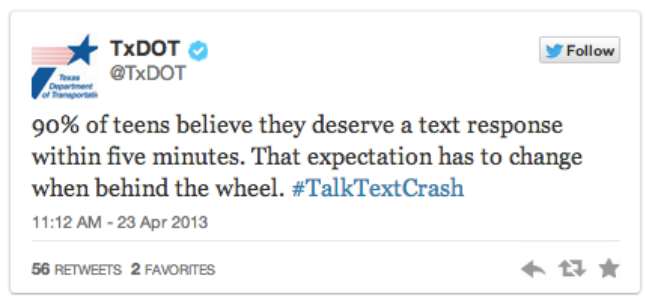 TxDOT
@TxDOT
Texas
Department
of Transportatio
Follow
90% of teens believe they deserve a text response
within five minutes. That expectation has to change
when behind the wheel. #TalkTextCrash
11:12 AM - 23 Apr 2013
56 RETWEETS 2 FAVORITES